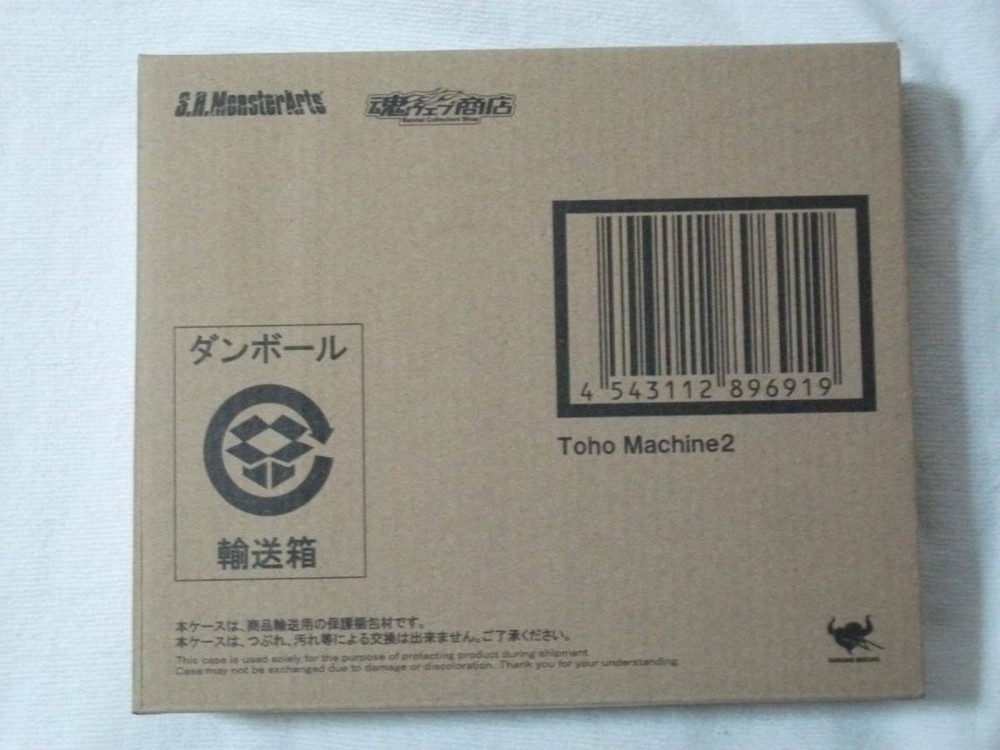 S.H.MonsterArts
魂ウェブ商店
Bandai Collectors Shop
4 543112 896919
Toho Machine2
ダンボール
輸送箱
本ケースは、商品輸送用の保護梱包材です。
本ケースは、つぶれ、汚れ等による交換は出来ません。ご了承ください。
This case is used solely for the purpose of protecting product during shipment.
Case may not be exchanged due to damage or discoloration. Thank you for your understanding.